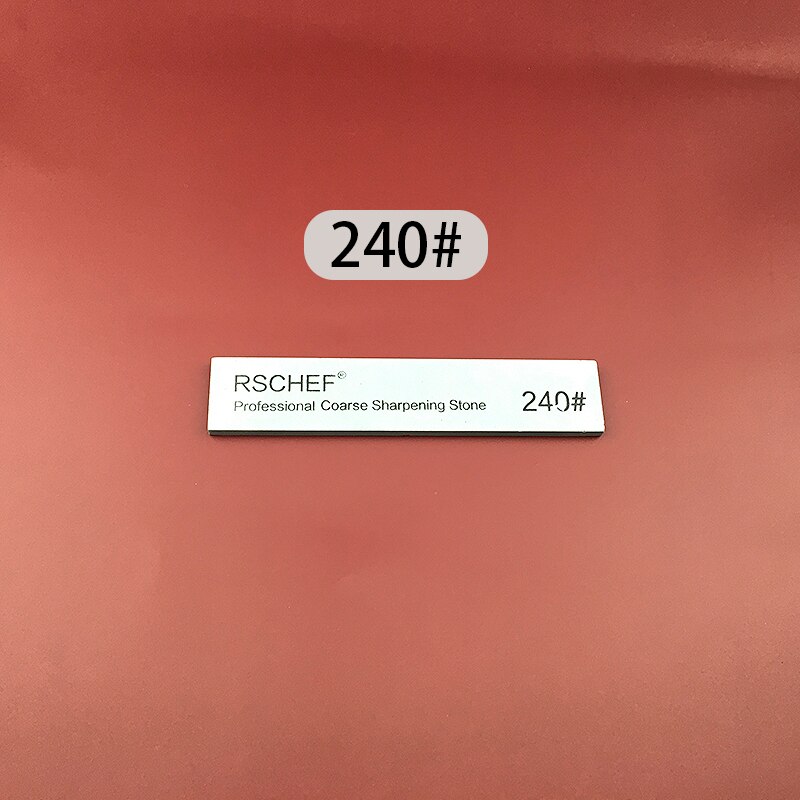 240#
RSCHEF®
Professional Coarse Sharpening Stone 240#